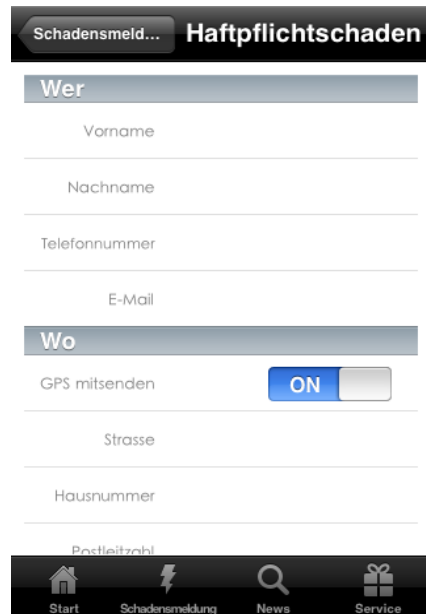 Schadensmeld... Haftpflichtschaden
Wer
Vorname
Nachname
Telefonnummer
E-Mail
Wo
GPS mitsenden ON
Strasse
Hausnummer
Postleitzahl
Start Schadensmeldung News Service